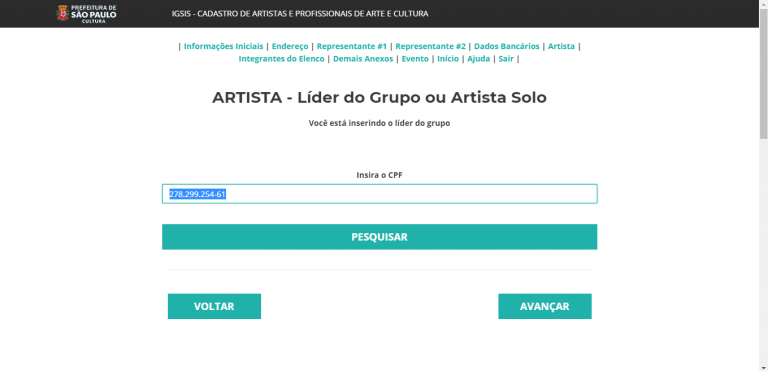 PREFEITURA DE
SÃO PAULO
CULTURA
IGSIS - CADASTRO DE ARTISTAS E PROFISSIONAIS DE ARTE E CULTURA
| Informações Iniciais | Endereço | Representante #1 | Representante #2 | Dados Bancários | Artista |
Integrantes do Elenco | Demais Anexos | Evento | Início | Ajuda | Sair |
ARTISTA - Líder do Grupo ou Artista Solo
Você está inserindo o líder do grupo
Insira o CPF
278.299.254-61
PESQUISAR
VOLTAR
AVANÇAR